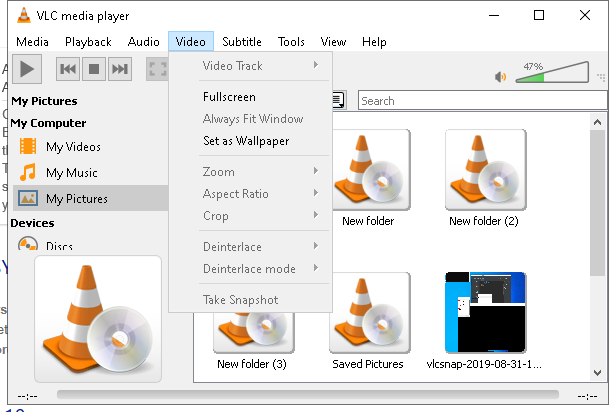 VLC media player
Media Playback Audio Video Subtitle Tools View Help
Video Track
47%
My Pictures
Fullscreen
Search
My Computer
Always Fit Window
My Videos
Set as Wallpaper
My Music
Zoom
My Pictures
Aspect Ratio
Crop
New folder
New folder (2)
Devices
Discs
Deinterlace
Deinterlace mode
Take Snapshot
New folder (3)
Saved Pictures
vlcsnap-2019-08-31-1...
--:--
--:--